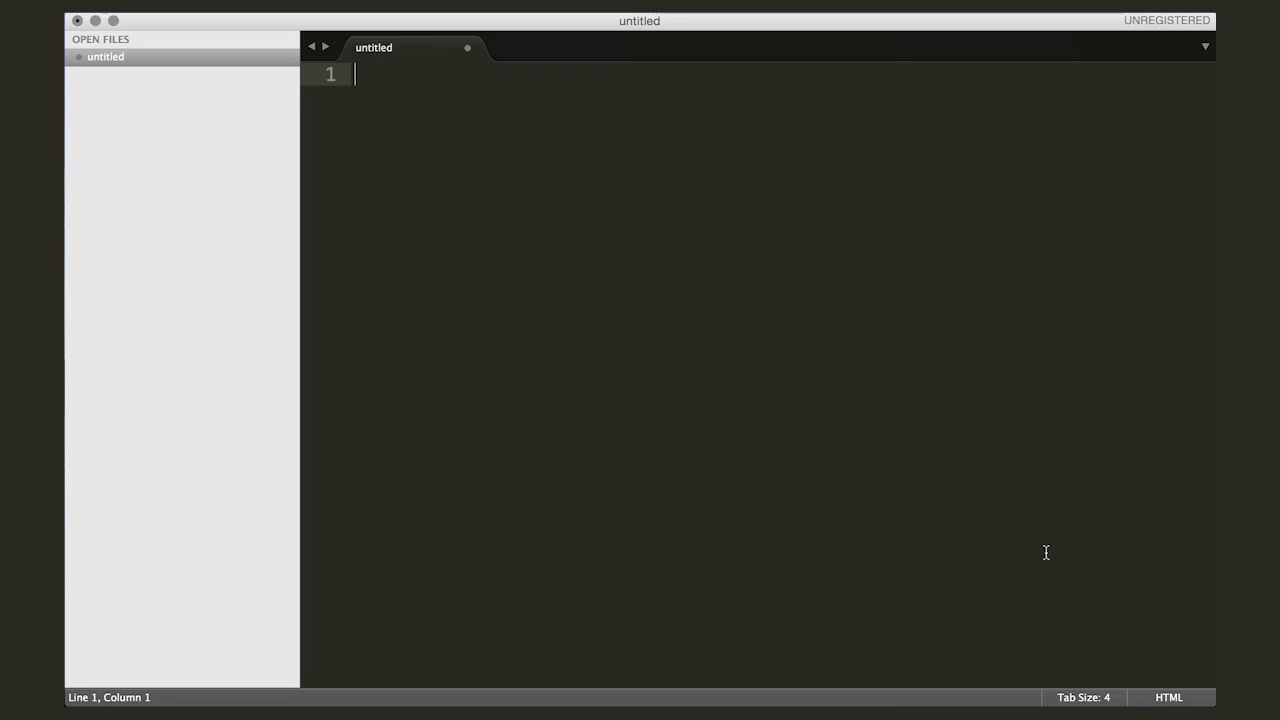 untitled
UNREGISTERED
OPEN FILES
untitled
untitled
1
Line 1, Column 1
Tab Size: 4
HTML